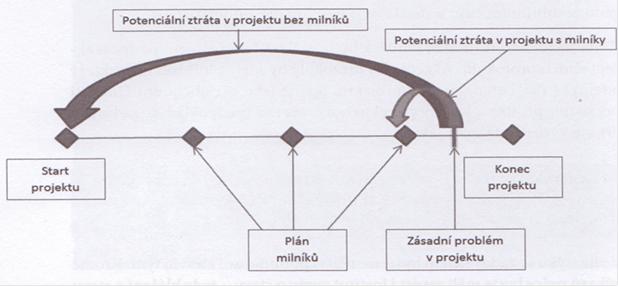 Potenciální ztráta v projektu bez milníků
Potenciální ztráta v projektu s milníky
Start
projektu
Konec
projektu
Plán
milníků
Zásadní problém
v projektu